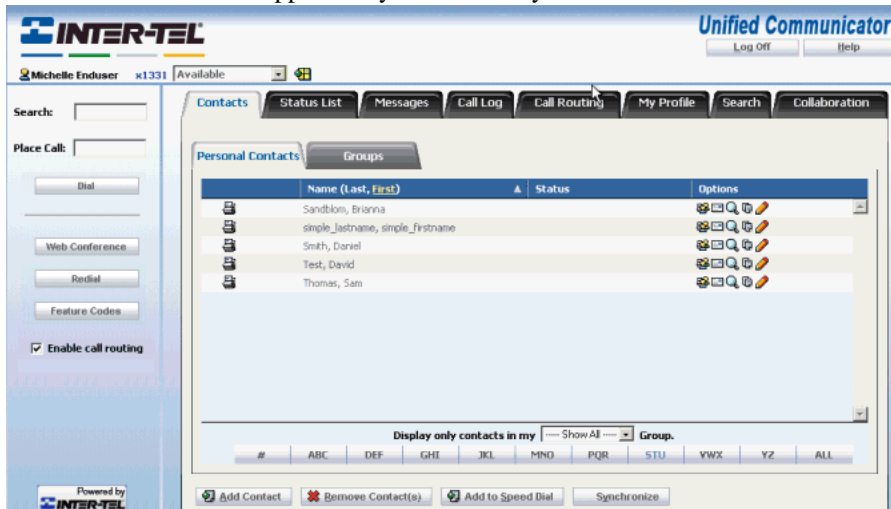 INTER-TEL
Unified Communicator
Log Off Help
Michelle Enduser x1331 Available
Contacts Status List Messages Call Log Call Routing My Profile Search Collaboration
Search:
Place Call:
Dial
Web Conference
Redial
Feature Codes
Enable call routing
Personal Contacts Groups
Name (Last, First) Status Options
Sandblom, Brianna
simple_lastname, simple_firstname
Smith, Daniel
Test, David
Thomas, Sam
Display only contacts in my ---- Show All ---- Group.
# ABC DEF GHI JKL MNO PQR STU VWX YZ ALL
Add Contact Remove Contact(s) Add to Speed Dial Synchronize
Powered by
INTER-TEL